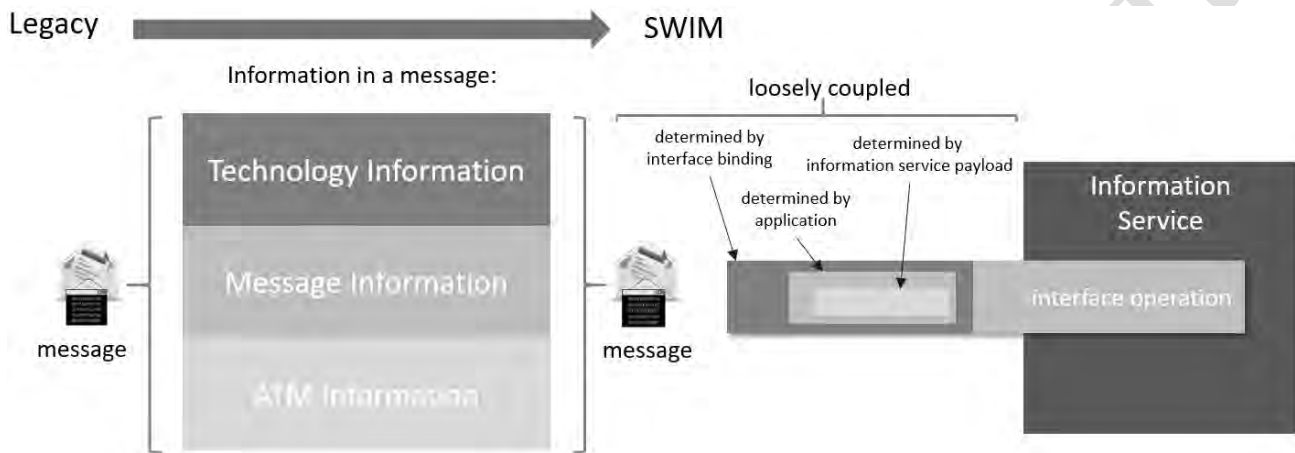 Legacy
SWIM
Information in a message:
Technology Information
Message Information
ATM Information
message
message
loosely coupled
determined by
interface binding
determined by
information service payload
determined by
application
Information
Service
interface operation